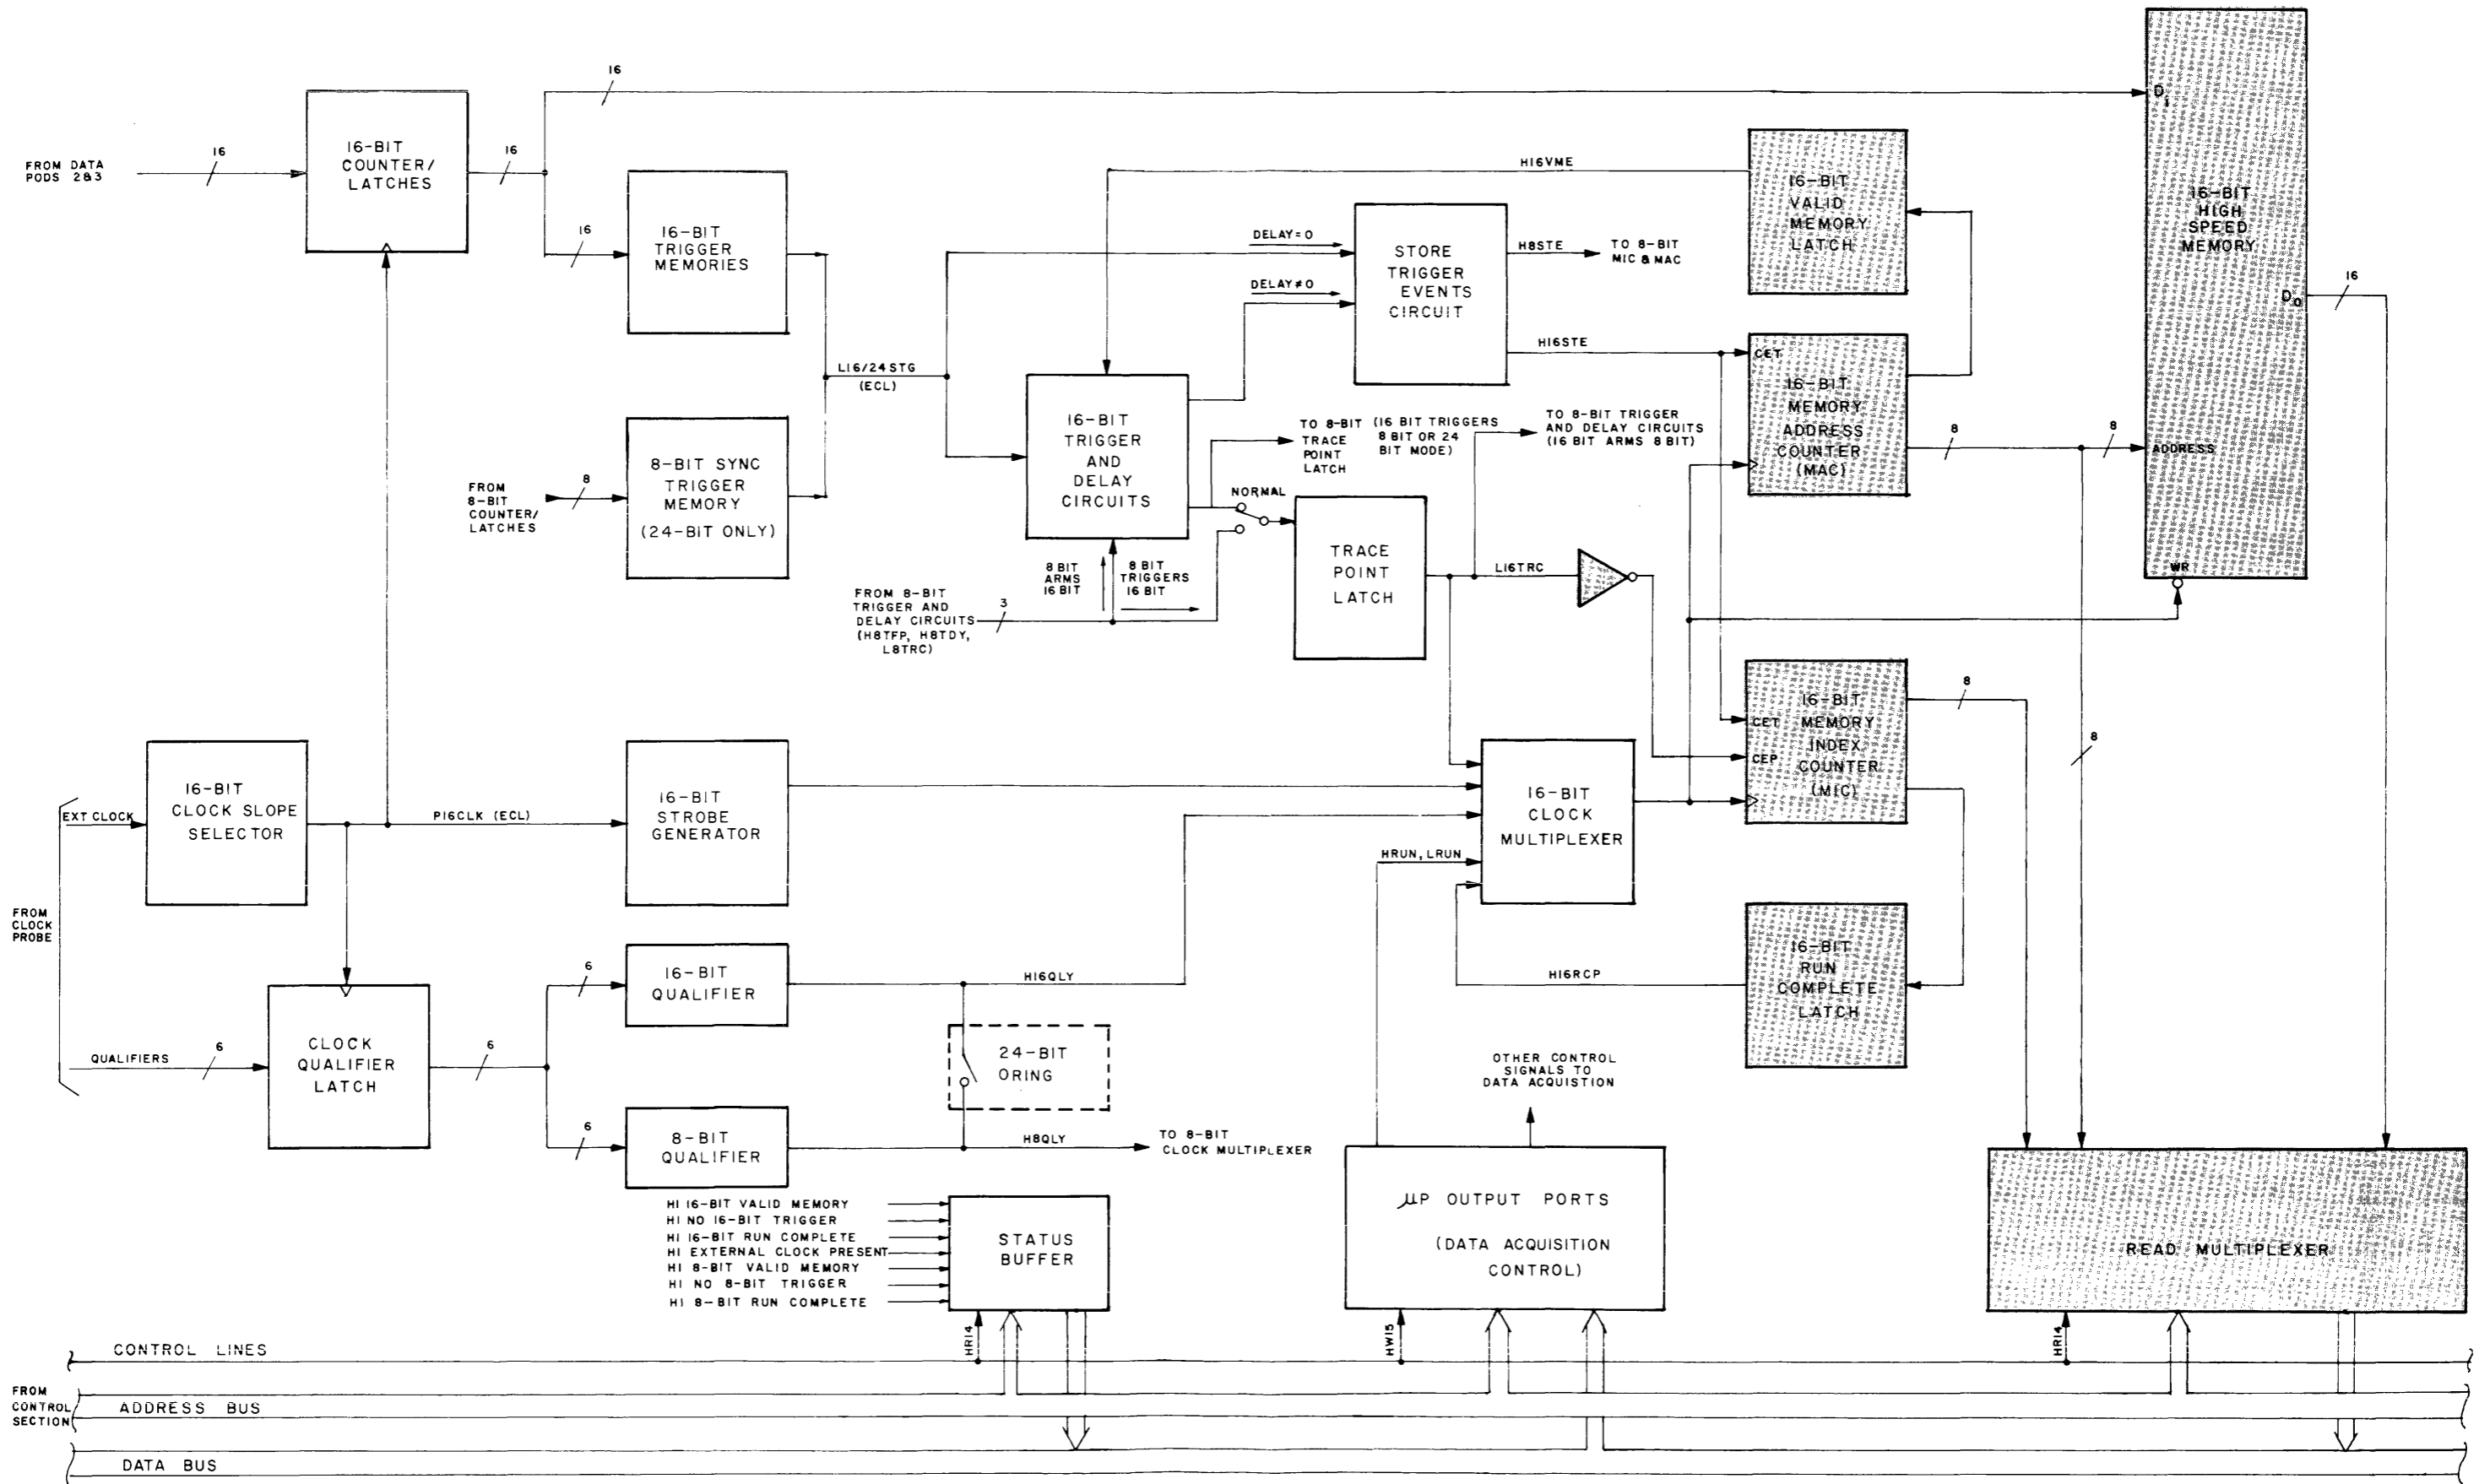 FROM DATA
PODS 2&3
16
16-BIT
COUNTER/
LATCHES
16
16
16
16-BIT
TRIGGER
MEMORIES
FROM
8-BIT
COUNTER/
LATCHES
8
8-BIT SYNC
TRIGGER
MEMORY
(24-BIT ONLY)
L16/24STG
(ECL)
H16VME
DELAY=0
DELAY≠0
STORE
TRIGGER
EVENTS
CIRCUIT
H8STE
TO 8-BIT
MIC & MAC
H16STE
16-BIT
VALID
MEMORY
LATCH
CET
16-BIT
MEMORY
ADDRESS
COUNTER
(MAC)
8
8
Di
16-BIT
HIGH
SPEED
MEMORY
Do
16
ADDRESS
WR
16-BIT
TRIGGER
AND
DELAY
CIRCUITS
TO 8-BIT (16 BIT TRIGGERS
TRACE 8 BIT OR 24
POINT BIT MODE)
LATCH
TO 8-BIT TRIGGER
AND DELAY CIRCUITS
(16 BIT ARMS 8 BIT)
NORMAL
8 BIT
ARMS
16 BIT
8 BIT
TRIGGERS
16 BIT
FROM 8-BIT
TRIGGER AND
DELAY CIRCUITS
(H8TFP, H8TDY,
L8TRC)
3
TRACE
POINT
LATCH
L16TRC
16-BIT
MEMORY
INDEX
COUNTER
(MIC)
CET
CEP
8
8
FROM
CLOCK
PROBE
EXT CLOCK
16-BIT
CLOCK SLOPE
SELECTOR
P16CLK (ECL)
16-BIT
STROBE
GENERATOR
16-BIT
CLOCK
MULTIPLEXER
HRUN, LRUN
H16RCP
16-BIT
RUN
COMPLETE
LATCH
QUALIFIERS
6
CLOCK
QUALIFIER
LATCH
6
6
16-BIT
QUALIFIER
H16QLY
24-BIT
ORING
6
8-BIT
QUALIFIER
H8QLY
TO 8-BIT
CLOCK MULTIPLEXER
OTHER CONTROL
SIGNALS TO
DATA ACQUISTION
HI 16-BIT VALID MEMORY
HI NO 16-BIT TRIGGER
HI 16-BIT RUN COMPLETE
HI EXTERNAL CLOCK PRESENT
HI 8-BIT VALID MEMORY
HI NO 8-BIT TRIGGER
HI 8-BIT RUN COMPLETE
STATUS
BUFFER
μP OUTPUT PORTS
(DATA ACQUISITION
CONTROL)
READ MULTIPLEXER
HR14
HW15
HR14
FROM
CONTROL
SECTION
CONTROL LINES
ADDRESS BUS
DATA BUS